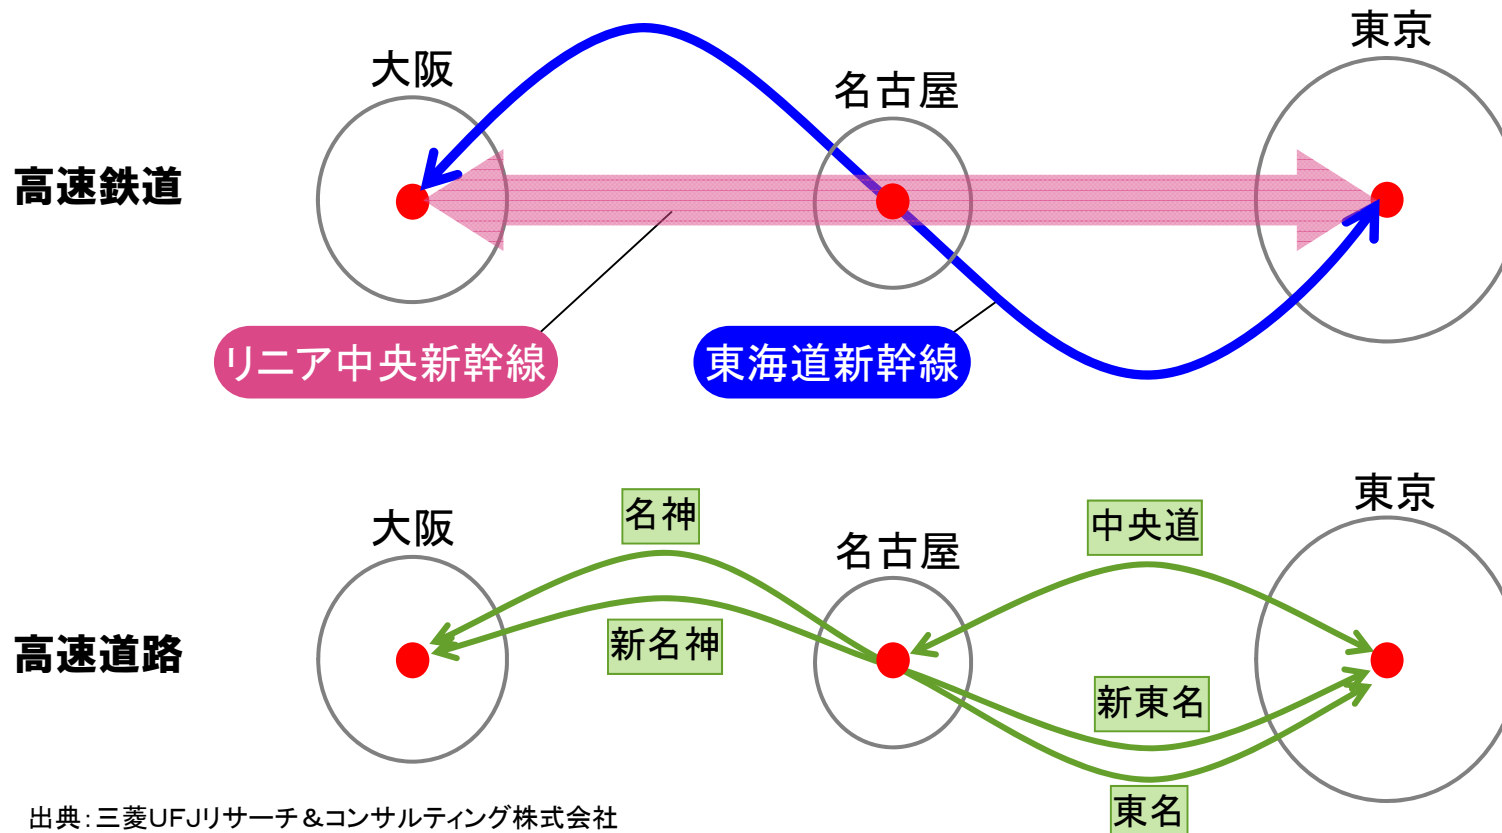 東京
大阪
名古屋
高速鉄道
リニア中央新幹線
東海道新幹線
東京
名神
中央道
大阪
名古屋
新名神
高速道路
新東名
東名
出典：三菱UFJリサーチ＆コンサルティング株式会社